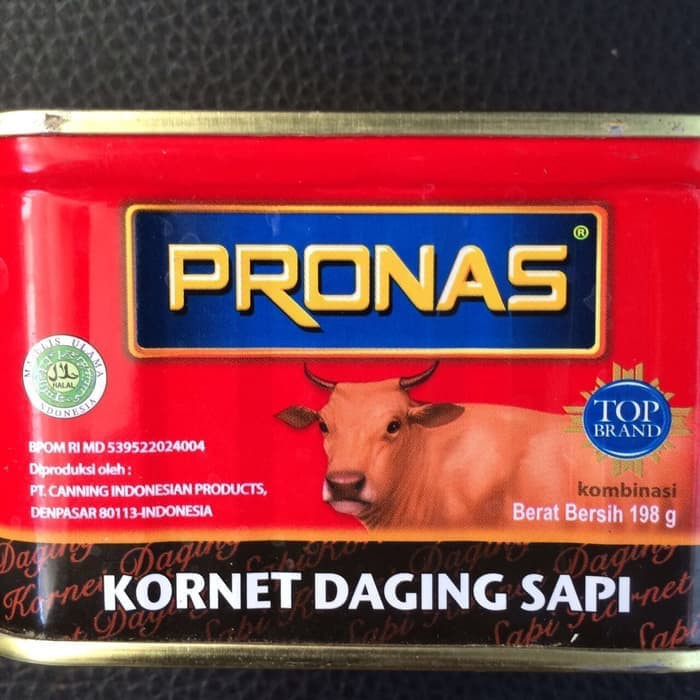 PRONAS®
MAJELIS ULAMA
حلال
HALAL
INDONESIA
TOP
BRAND
BPOM RI MD 539522024004
Diproduksi oleh :
PT. CANNING INDONESIAN PRODUCTS,
DENPASAR 80113-INDONESIA
kombinasi
Berat Bersih 198 g
KORNET DAGING SAPI